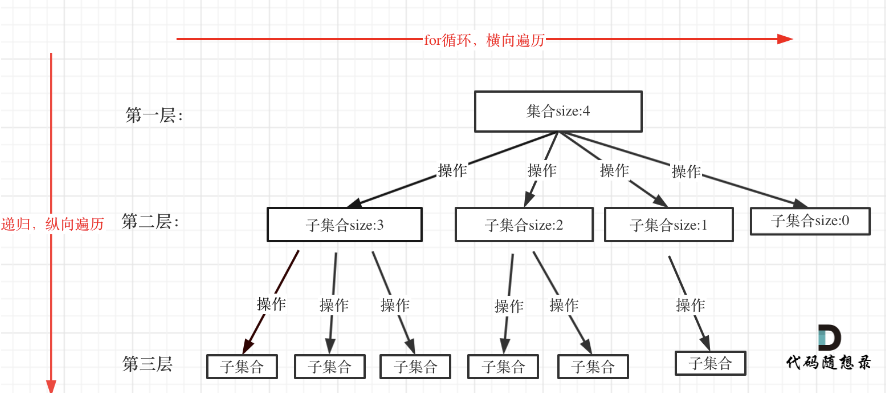 for循环，横向遍历
第一层：
集合size:4
操作
操作
操作
操作
递归，纵向遍历
第二层：
子集合size:3
子集合size:2
子集合size:1
子集合size:0
操作
操作
操作
操作
操作
操作
第三层
子集合
子集合
子集合
子集合
子集合
子集合
代码随想录